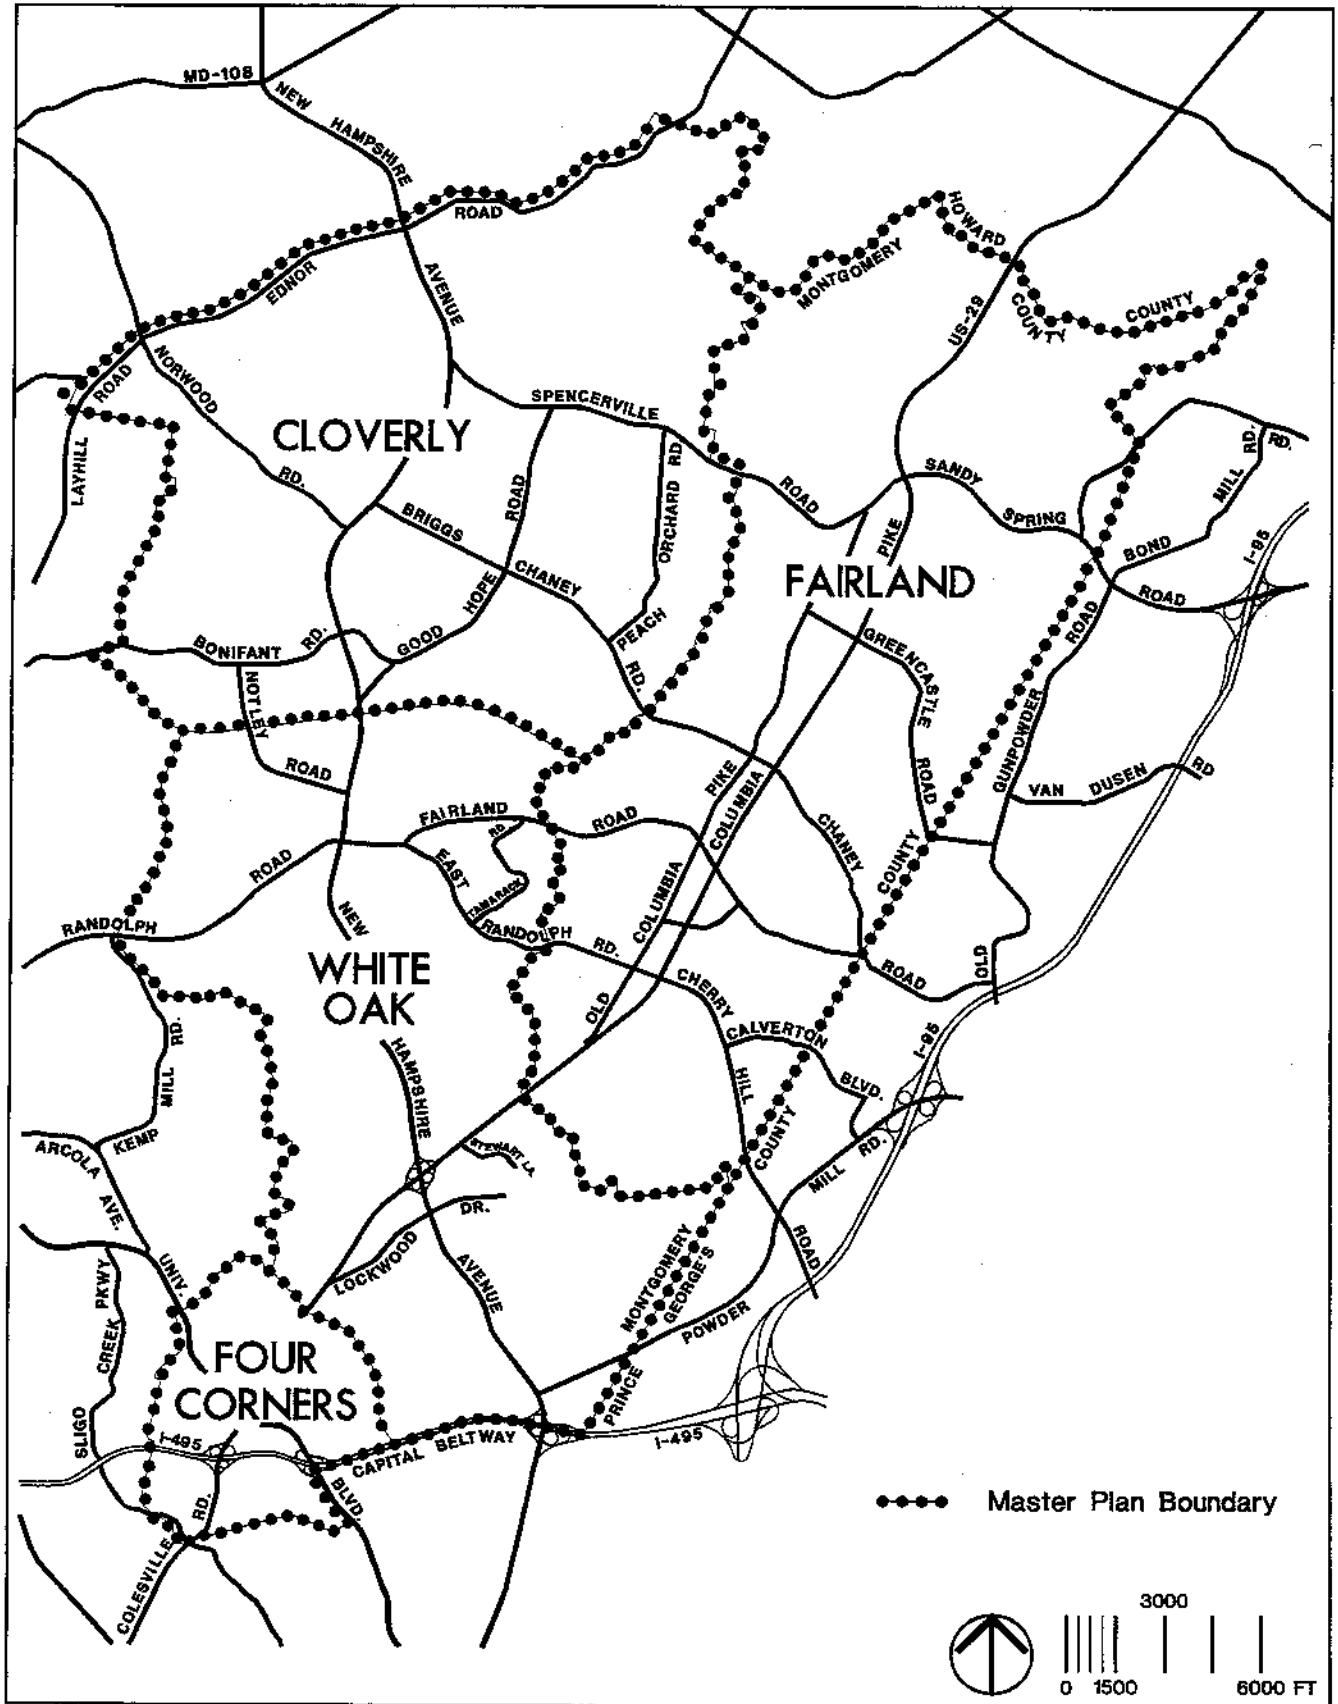 MD-108
NEW
HAMPSHIRE
ROAD
HOWARD
EDNOR
AVENUE
MONTGOMERY
US-29
COUNTY
COUNTY
ROAD
NORWOOD
SPENCERVILLE
CLOVERLY
LAYHILL
RD.
ROAD
ORCHARD RD
ROAD
SANDY
MILL RD.
RD.
BRIGGS
SPRING
PIKE
BOND
I-95
CHANEY
FAIRLAND
ROAD
HOPE
ROAD
BONIFANT RD.
GOOD
PEACH
GREENCASTLE
NOTLEY
RD.
GUNPOWDER
ROAD
PIKE
ROAD
VAN DUSEN RD
COLUMBIA
FAIRLAND
ROAD
CHANEY
RD
ROAD
EAST
COUNTY
TAMARACK
COLUMBIA
NEW
RANDOLPH
RANDOLPH
RD.
ROAD
OLD
WHITE
OAK
CHERRY
OLD
MILL RD.
HAMPSHIRE
CALVERTON
I-95
HILL
BLVD.
ARCOLA
KEMP
STEWART LA.
COUNTY
RD.
MILL
AVE.
DR.
ROAD
UNIV.
LOCKWOOD
AVENUE
MONTGOMERY
GEORGE'S
PKWY
POWDER
CREEK
FOUR
CORNERS
PRINCE
SLIGO
I-495
CAPITAL BELTWAY
I-495
BLVD.
RD.
Master Plan Boundary
COLESVILLE
3000
0 1500 6000 FT